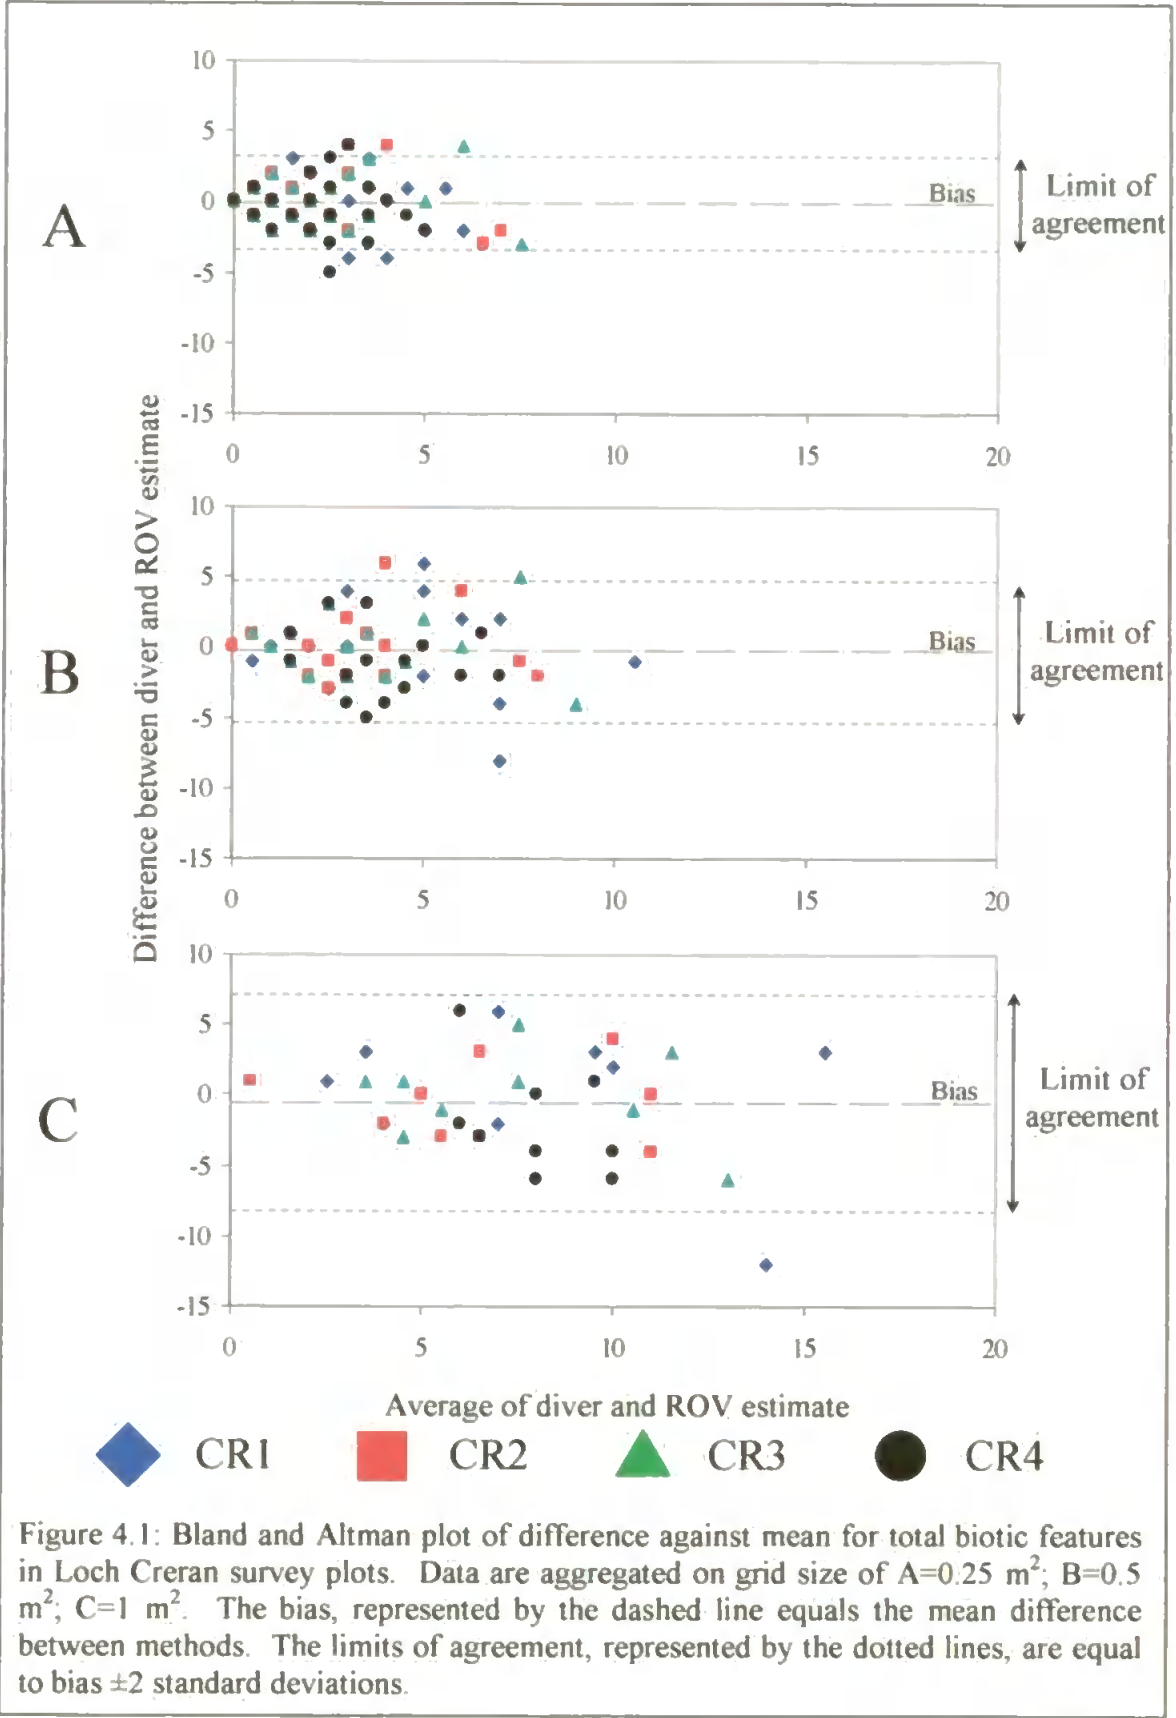 10
5
0
-5
-10
-15
A
Bias
Limit of
agreement
0 5 10 15 20
Difference between diver and ROV estimate
10
5
0
-5
-10
-15
B
Bias
Limit of
agreement
0 5 10 15 20
10
5
0
-5
-10
-15
C
Bias
Limit of
agreement
0 5 10 15 20
Average of diver and ROV estimate
CR1 CR2 CR3 CR4
Figure 4.1: Bland and Altman plot of difference against mean for total biotic features
in Loch Creran survey plots. Data are aggregated on grid size of A=0.25 m²; B=0.5
m²; C=1 m². The bias, represented by the dashed line equals the mean difference
between methods. The limits of agreement, represented by the dotted lines, are equal
to bias ±2 standard deviations.